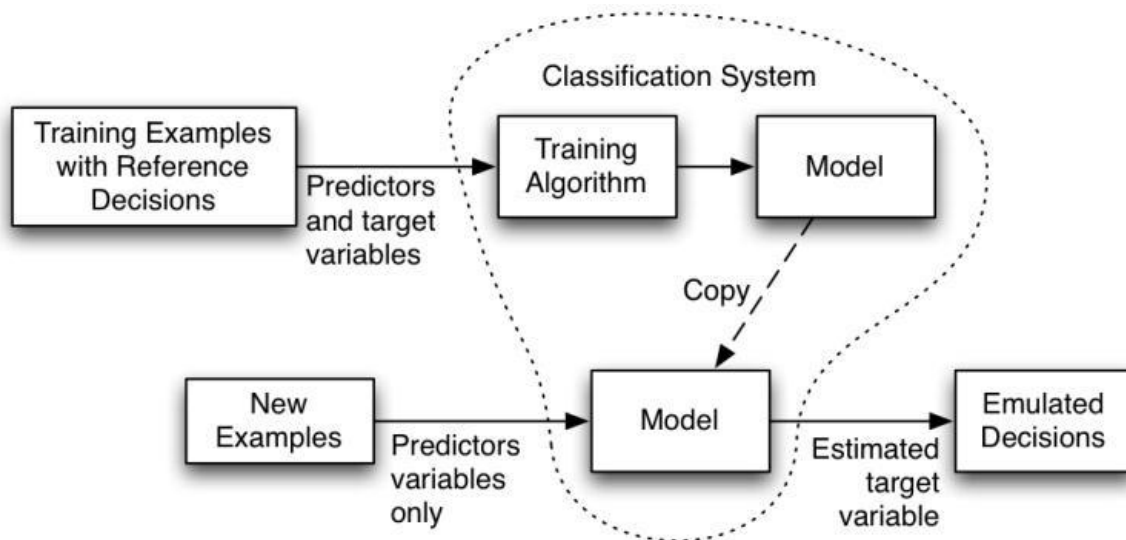 Classification System
Training Examples
with Reference
Decisions
Predictors
and target
variables
Training
Algorithm
Model
Copy
New
Examples
Predictors
variables
only
Model
Estimated
target
variable
Emulated
Decisions